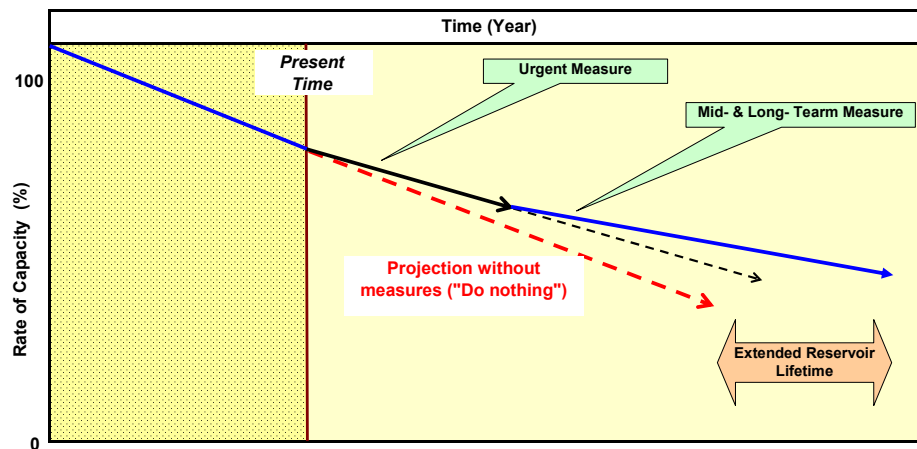 Time (Year)
100
Present
Time
Urgent Measure
Mid- & Long- Tearm Measure
Rate of Capacity (%)
Projection without
measures ("Do nothing")
Extended Reservoir
Lifetime
0